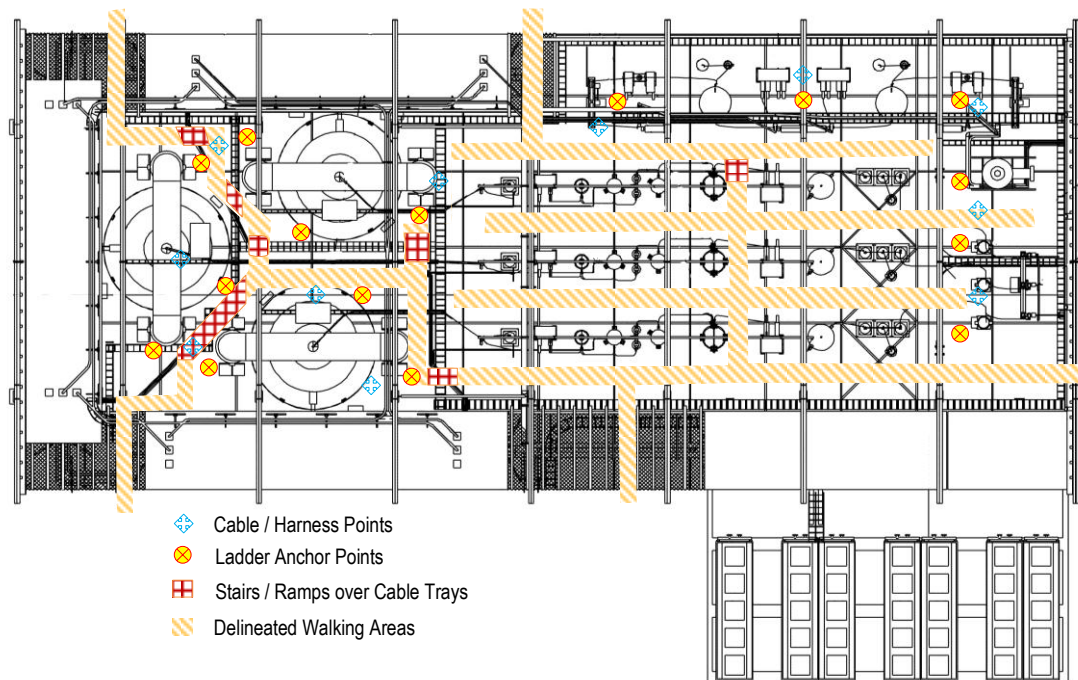 Cable / Harness Points
Ladder Anchor Points
Stairs / Ramps over Cable Trays
Delineated Walking Areas